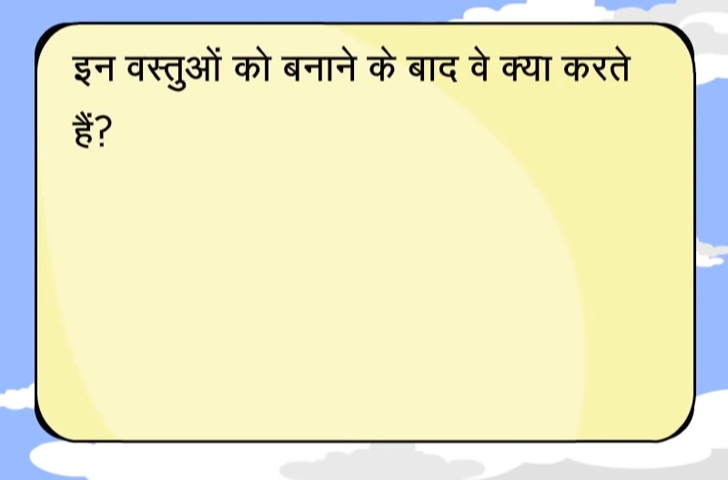 इन वस्तुओं को बनाने के बाद वे क्या करते
हैं?